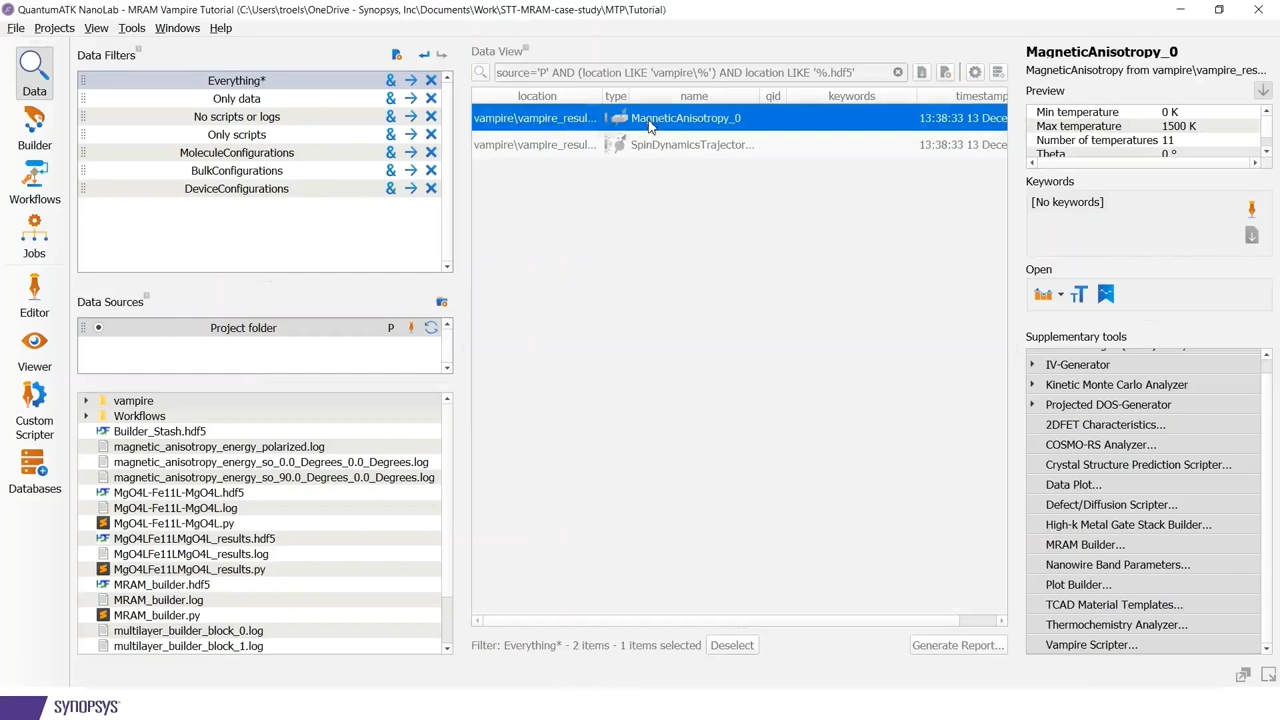 QuantumATK NanoLab - MRAM Vampire Tutorial (C:\Users\troels\OneDrive - Synopsys, Inc\Documents\Work\STT-MRAM-case-study\MTP\Tutorial)
File Projects View Tools Windows Help
Data
Builder
Workflows
Jobs
Editor
Viewer
Custom
Scripter
Databases
Data Filters
Everything*
Only data
No scripts or logs
Only scripts
MoleculeConfigurations
BulkConfigurations
DeviceConfigurations
Data Sources
Project folder P
vampire
Workflows
Builder_Stash.hdf5
magnetic_anisotropy_energy_polarized.log
magnetic_anisotropy_energy_so_0.0_Degrees_0.0_Degrees.log
magnetic_anisotropy_energy_so_90.0_Degrees_0.0_Degrees.log
MgO4L-Fe11L-MgO4L.hdf5
MgO4L-Fe11L-MgO4L.log
MgO4L-Fe11L-MgO4L.py
MgO4LFe11LMgO4L_results.hdf5
MgO4LFe11LMgO4L_results.log
MgO4LFe11LMgO4L_results.py
MRAM_builder.hdf5
MRAM_builder.log
MRAM_builder.py
multilayer_builder_block_0.log
multilayer_builder_block_1.log
Data View
source='P' AND (location LIKE 'vampire\%') AND location LIKE '%.hdf5'
location type name qid keywords timestamp
vampire\vampire_resul... MagneticAnisotropy_0 13:38:33 13 Dece
vampire\vampire_resul... SpinDynamicsTrajector... 13:38:33 13 Dece
Filter: Everything* - 2 items - 1 items selected Deselect Generate Report...
MagneticAnisotropy_0
MagneticAnisotropy from vampire\vampire_res...
Preview
Min temperature 0 K
Max temperature 1500 K
Number of temperatures 11
Theta 0 º
Keywords
[No keywords]
Open
Supplementary tools
IV-Generator
Kinetic Monte Carlo Analyzer
Projected DOS-Generator
2DFET Characteristics...
COSMO-RS Analyzer...
Crystal Structure Prediction Scripter...
Data Plot...
Defect/Diffusion Scripter...
High-k Metal Gate Stack Builder...
MRAM Builder...
Nanowire Band Parameters...
Plot Builder...
TCAD Material Templates...
Thermochemistry Analyzer...
Vampire Scripter...
SYNOPSYS